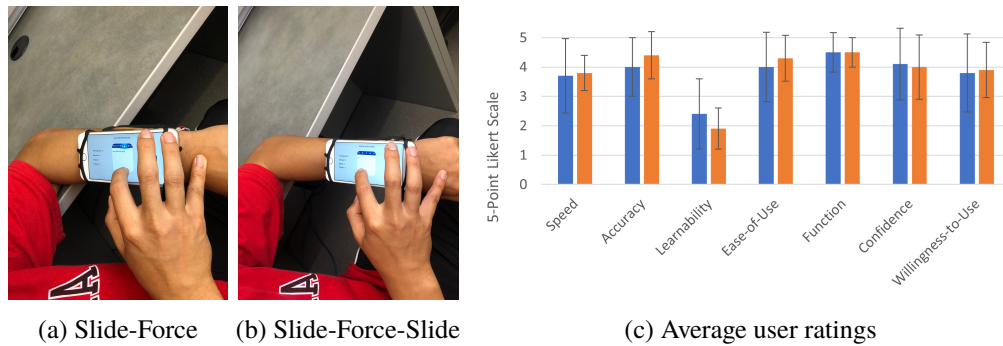 5-Point Likert Scale
5
4
3
2
1
0
Speed
Accuracy
Learnability
Ease-of-Use
Function
Confidence
Willingness-to-Use
(a) Slide-Force (b) Slide-Force-Slide (c) Average user ratings